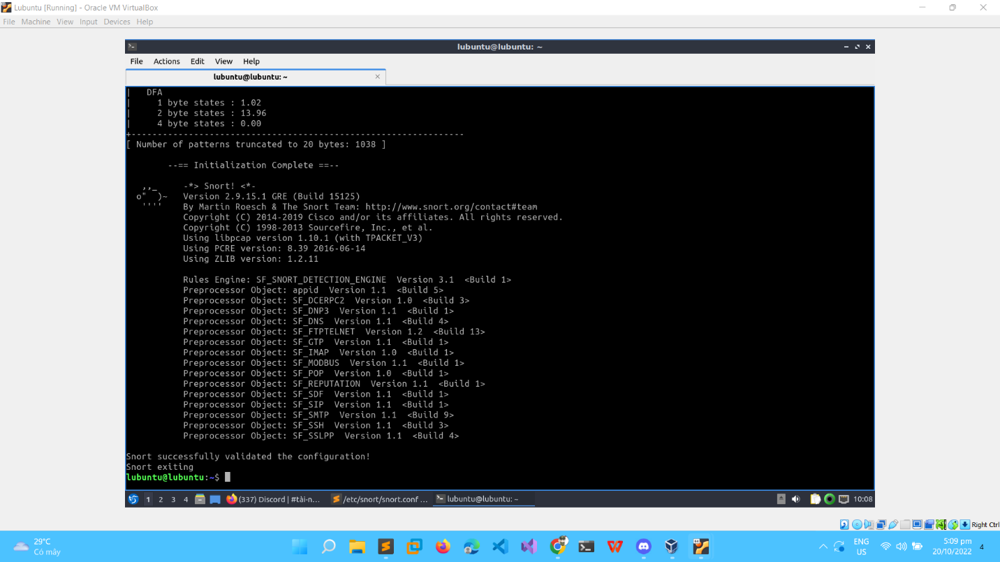 Lubuntu [Running] - Oracle VM VirtualBox
File Machine View Input Devices Help
lubuntu@lubuntu: ~
File Actions Edit View Help
lubuntu@lubuntu: ~
|   DFA
|     1 byte states : 1.02
|     2 byte states : 13.96
|     4 byte states : 0.00
+----------------------------------------------------------------
[ Number of patterns truncated to 20 bytes: 1038 ]
--== Initialization Complete ==--
,,_     -*> Snort! <*-
o"  )~   Version 2.9.15.1 GRE (Build 15125)
''''    By Martin Roesch & The Snort Team: http://www.snort.org/contact#team
Copyright (C) 2014-2019 Cisco and/or its affiliates. All rights reserved.
Copyright (C) 1998-2013 Sourcefire, Inc., et al.
Using libpcap version 1.10.1 (with TPACKET_V3)
Using PCRE version: 8.39 2016-06-14
Using ZLIB version: 1.2.11
Rules Engine: SF_SNORT_DETECTION_ENGINE  Version 3.1  <Build 1>
Preprocessor Object: appid  Version 1.1  <Build 5>
Preprocessor Object: SF_DCERPC2  Version 1.0  <Build 3>
Preprocessor Object: SF_DNP3  Version 1.1  <Build 1>
Preprocessor Object: SF_DNS  Version 1.1  <Build 4>
Preprocessor Object: SF_FTPTELNET  Version 1.2  <Build 13>
Preprocessor Object: SF_GTP  Version 1.1  <Build 1>
Preprocessor Object: SF_IMAP  Version 1.0  <Build 1>
Preprocessor Object: SF_MODBUS  Version 1.1  <Build 1>
Preprocessor Object: SF_POP  Version 1.0  <Build 1>
Preprocessor Object: SF_REPUTATION  Version 1.1  <Build 1>
Preprocessor Object: SF_SDF  Version 1.1  <Build 1>
Preprocessor Object: SF_SIP  Version 1.1  <Build 1>
Preprocessor Object: SF_SMTP  Version 1.1  <Build 9>
Preprocessor Object: SF_SSH  Version 1.1  <Build 3>
Preprocessor Object: SF_SSLPP  Version 1.1  <Build 4>
Snort successfully validated the configuration!
Snort exiting
lubuntu@lubuntu:~$
1 2 3 4 (337) Discord | #tài-n... /etc/snort/snort.conf ... lubuntu@lubuntu: ~ 10:08
Right Ctrl
29°C
Có mây
ENG
US
5:09 pm
20/10/2022
4